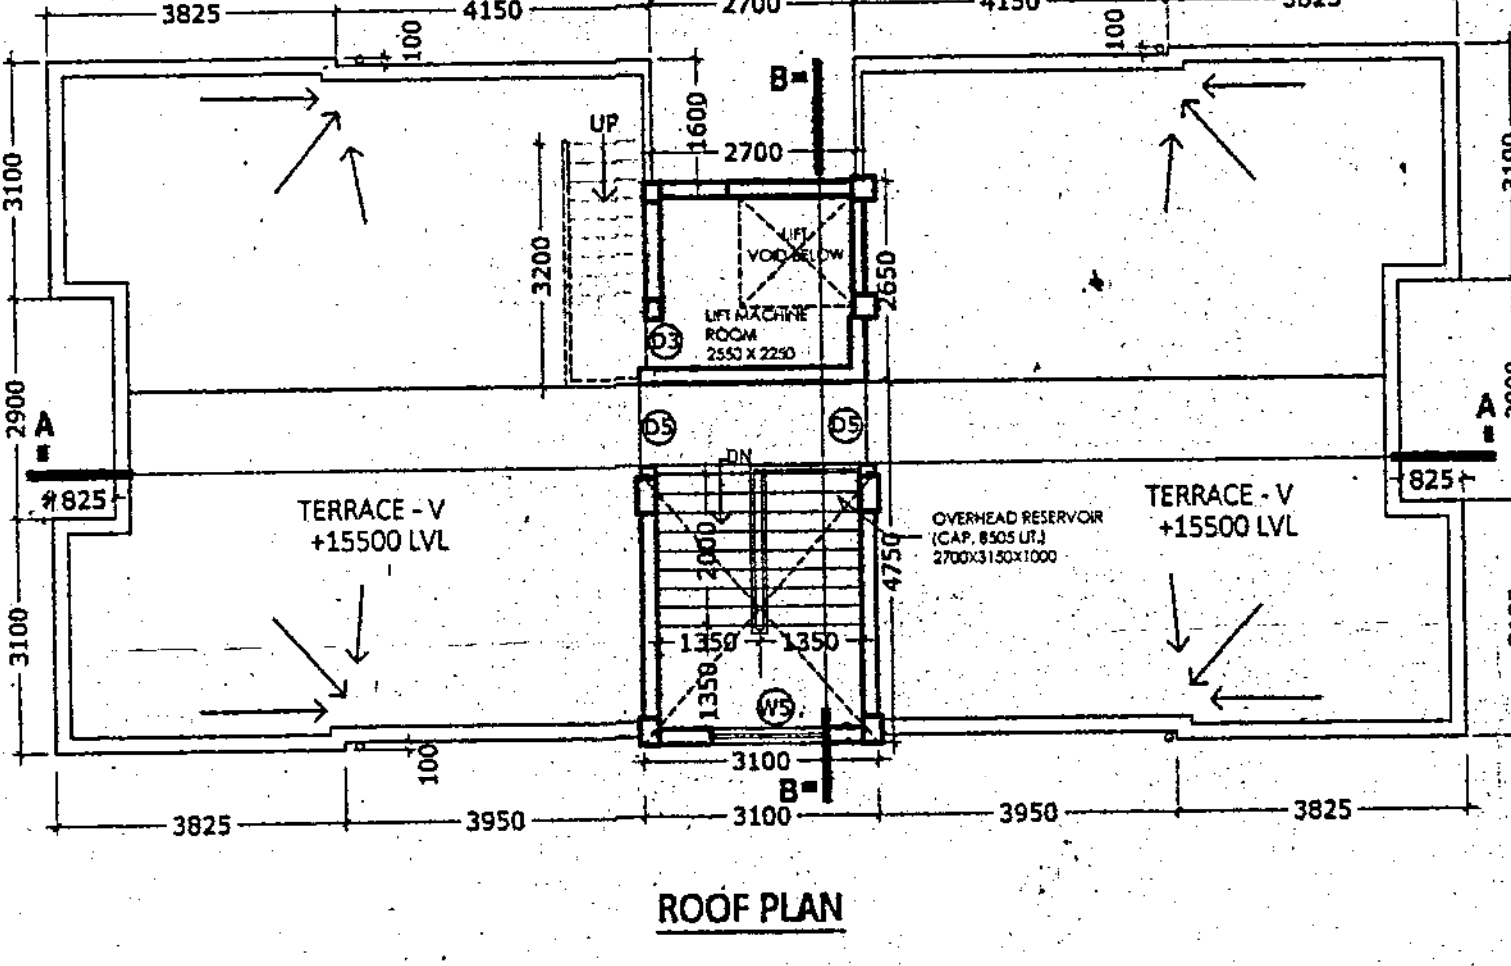 3825
4150
2700
4150
3825
100
100
B
UP
1600
2700
3100
3100
3200
LIFT
VOID BELOW
2650
LIFT MACHINE
ROOM
2550 X 2250
D3
2900
A
D5
D5
A
DN
825
825
TERRACE - V
+15500 LVL
TERRACE - V
+15500 LVL
OVERHEAD RESERVOIR
(CAP. 8505 LIT.)
2700X3150X1000
2000
4750
3100
1350
1350
1350
W5
100
3100
B
3825
3950
3100
3950
3825
ROOF PLAN